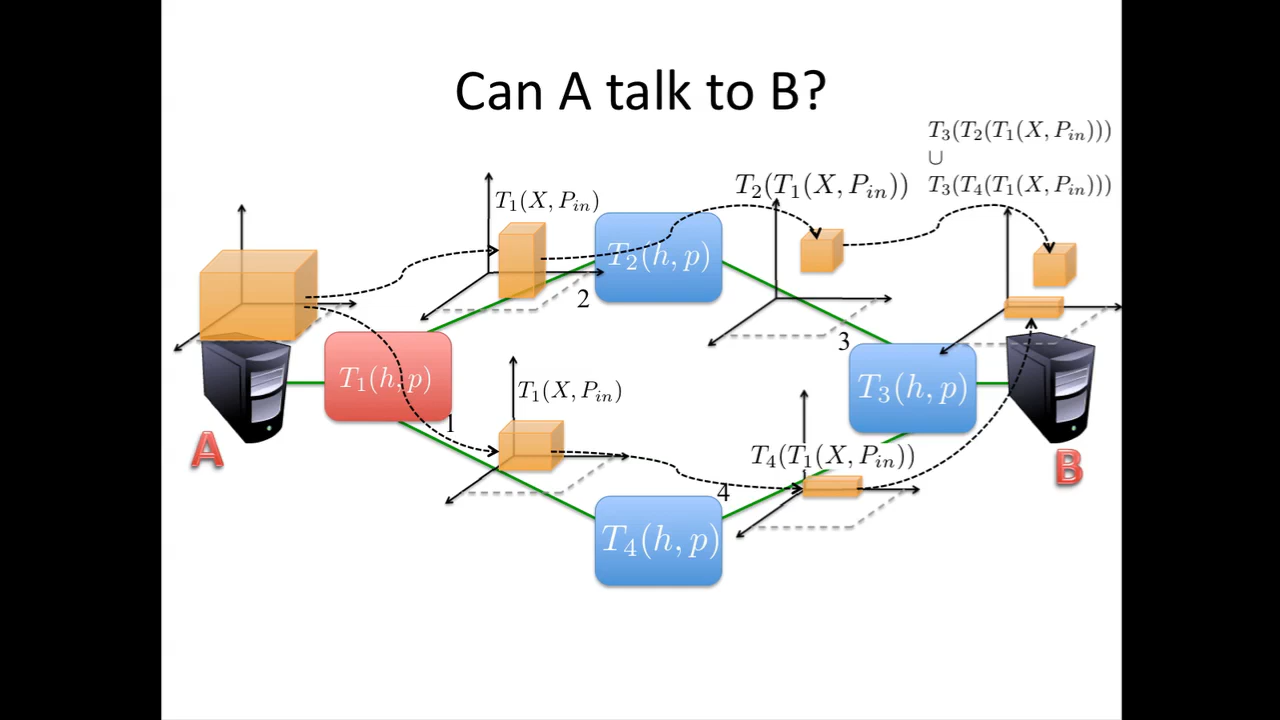 Can A talk to B?
T₃(T₂(T₁(X, Pᵢₙ)))
∪
T₃(T₄(T₁(X, Pᵢₙ)))
T₂(T₁(X, Pᵢₙ))
T₁(X, Pᵢₙ)
T₂(h, p)
2
3
T₁(h, p)
T₃(h, p)
T₁(X, Pᵢₙ)
1
A
T₄(T₁(X, Pᵢₙ))
B
4
T₄(h, p)